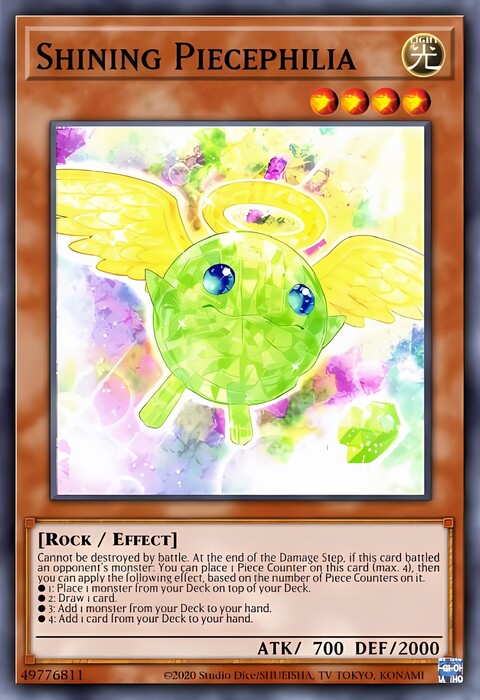 SHINING PIECEPHILIA
LIGHT
光
[ROCK / EFFECT]
Cannot be destroyed by battle. At the end of the Damage Step, if this card battled
an opponent's monster: You can place 1 Piece Counter on this card (max. 4), then
you can apply the following effect, based on the number of Piece Counters on it.
● 1: Place 1 monster from your Deck on top of your Deck.
● 2: Draw 1 card.
● 3: Add 1 monster from your Deck to your hand.
● 4: Add 1 card from your Deck to your hand.
ATK/ 700 DEF/2000
49776811
©2020 Studio Dice/SHUEISHA, TV TOKYO, KONAMI